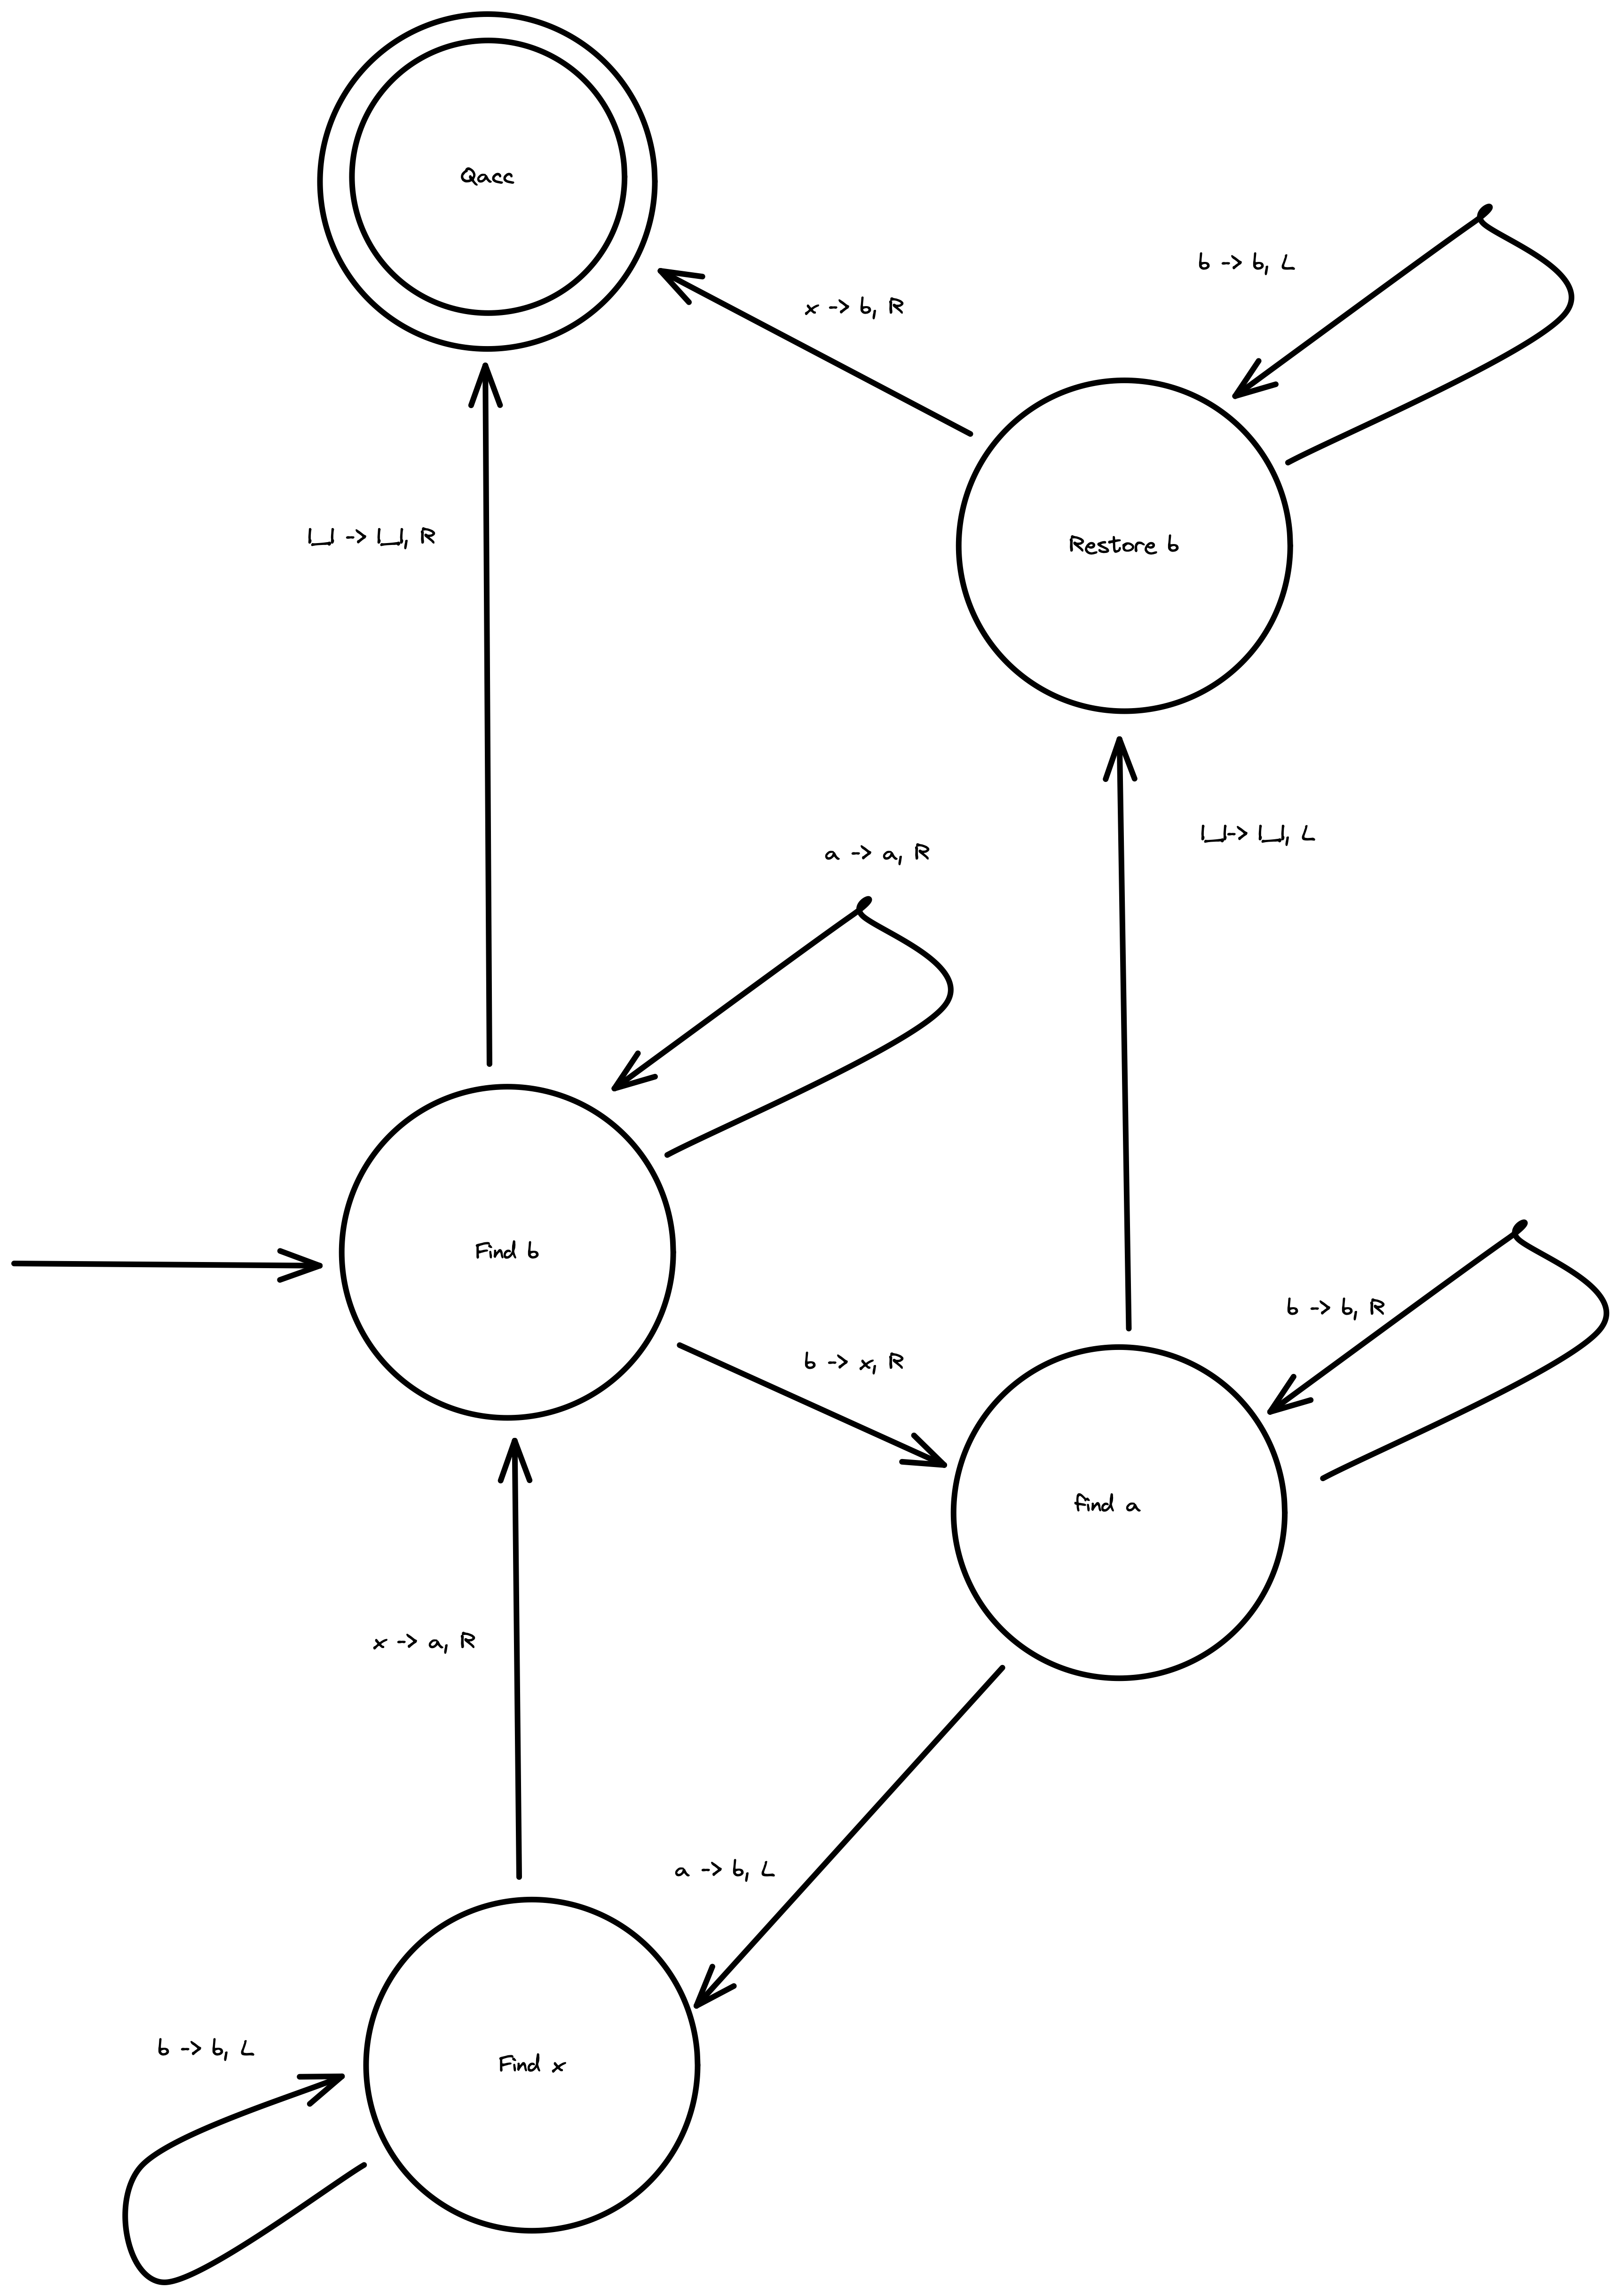 Qacc
b -> b, L
x -> b, R
⊔ -> ⊔, R
Restore b
⊔ -> ⊔, L
a -> a, R
Find b
b -> b, R
b -> x, R
find a
x -> a, R
a -> b, L
b -> b, L
Find x